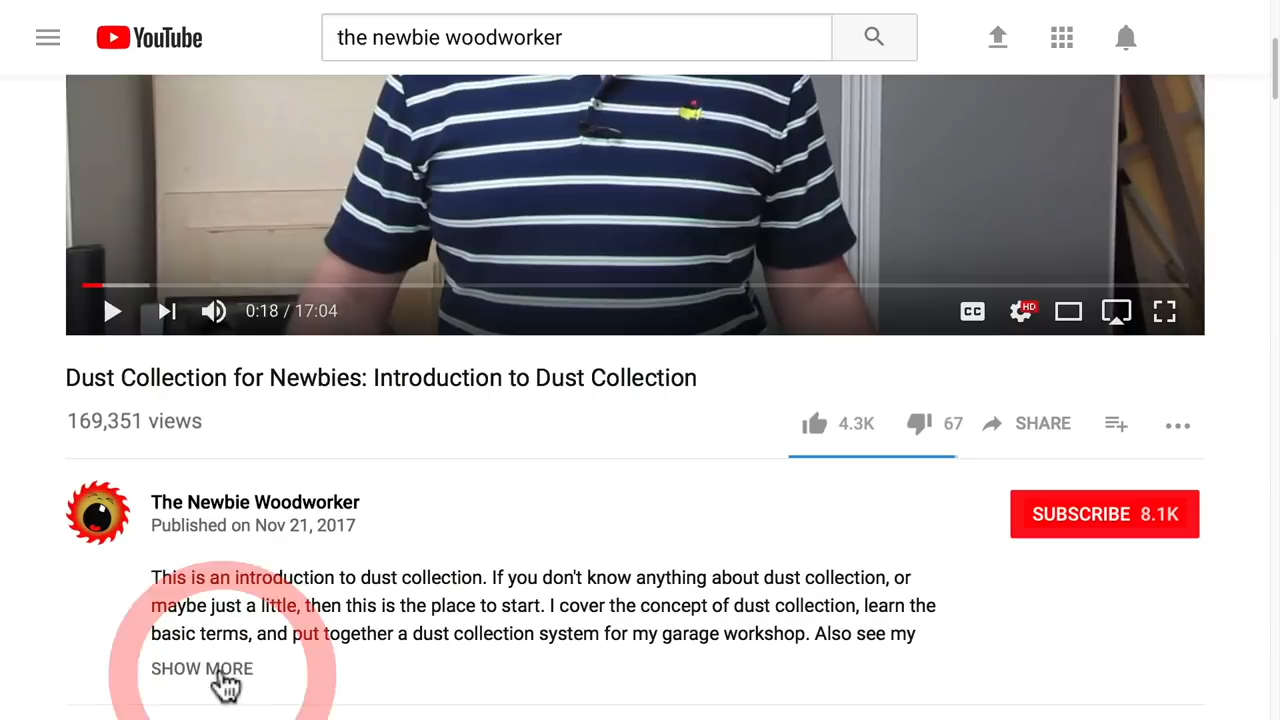 YouTube
the newbie woodworker
0:18 / 17:04
CC
HD
Dust Collection for Newbies: Introduction to Dust Collection
169,351 views
4.3K
67
SHARE
The Newbie Woodworker
Published on Nov 21, 2017
SUBSCRIBE 8.1K
This is an introduction to dust collection. If you don't know anything about dust collection, or
maybe just a little, then this is the place to start. I cover the concept of dust collection, learn the
basic terms, and put together a dust collection system for my garage workshop. Also see my
SHOW MORE